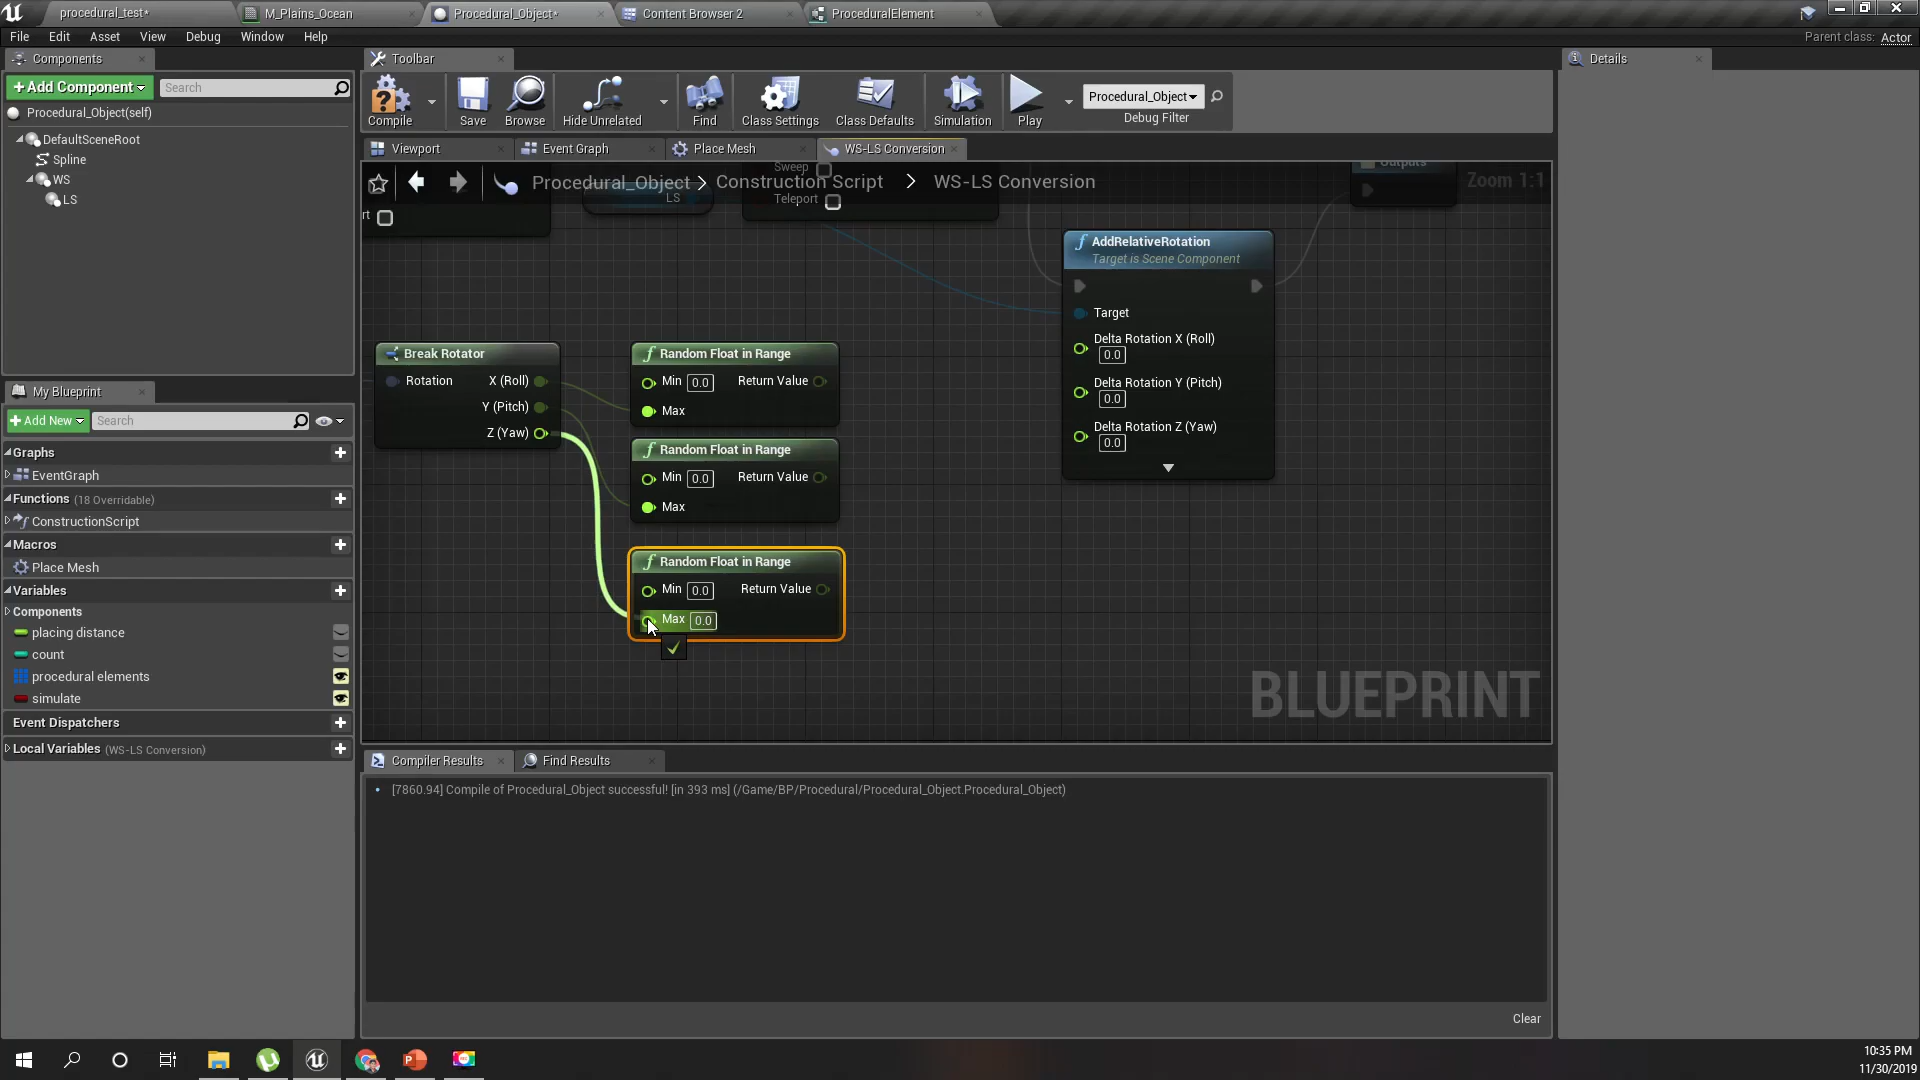 procedural_test*
M_Plains_Ocean
Procedural_Object*
Content Browser 2
ProceduralElement
File Edit Asset View Debug Window Help
Parent class: Actor
Components
+Add Component
Search
Procedural_Object(self)
DefaultSceneRoot
Spline
WS
LS
My Blueprint
+Add New
Search
Graphs
EventGraph
Functions (18 Overridable)
ConstructionScript
Macros
Place Mesh
Variables
Components
placing distance
count
procedural elements
simulate
Event Dispatchers
Local Variables (WS-LS Conversion)
Toolbar
Compile
Save
Browse
Hide Unrelated
Find
Class Settings
Class Defaults
Simulation
Play
Procedural_Object
Debug Filter
Viewport
Event Graph
Place Mesh
WS-LS Conversion
Procedural_Object > Construction Script > WS-LS Conversion
Zoom 1:1
rt
LS
Sweep
Teleport
Outputs
AddRelativeRotation
Target is Scene Component
Target
Delta Rotation X (Roll)
0.0
Delta Rotation Y (Pitch)
0.0
Delta Rotation Z (Yaw)
0.0
Break Rotator
Rotation X (Roll)
Y (Pitch)
Z (Yaw)
Random Float in Range
Min 0.0 Return Value
Max
Random Float in Range
Min 0.0 Return Value
Max
Random Float in Range
Min 0.0 Return Value
Max 0.0
BLUEPRINT
Compiler Results
Find Results
[7860.94] Compile of Procedural_Object successful! [in 393 ms] (/Game/BP/Procedural/Procedural_Object.Procedural_Object)
Clear
Details
10:35 PM
11/30/2019